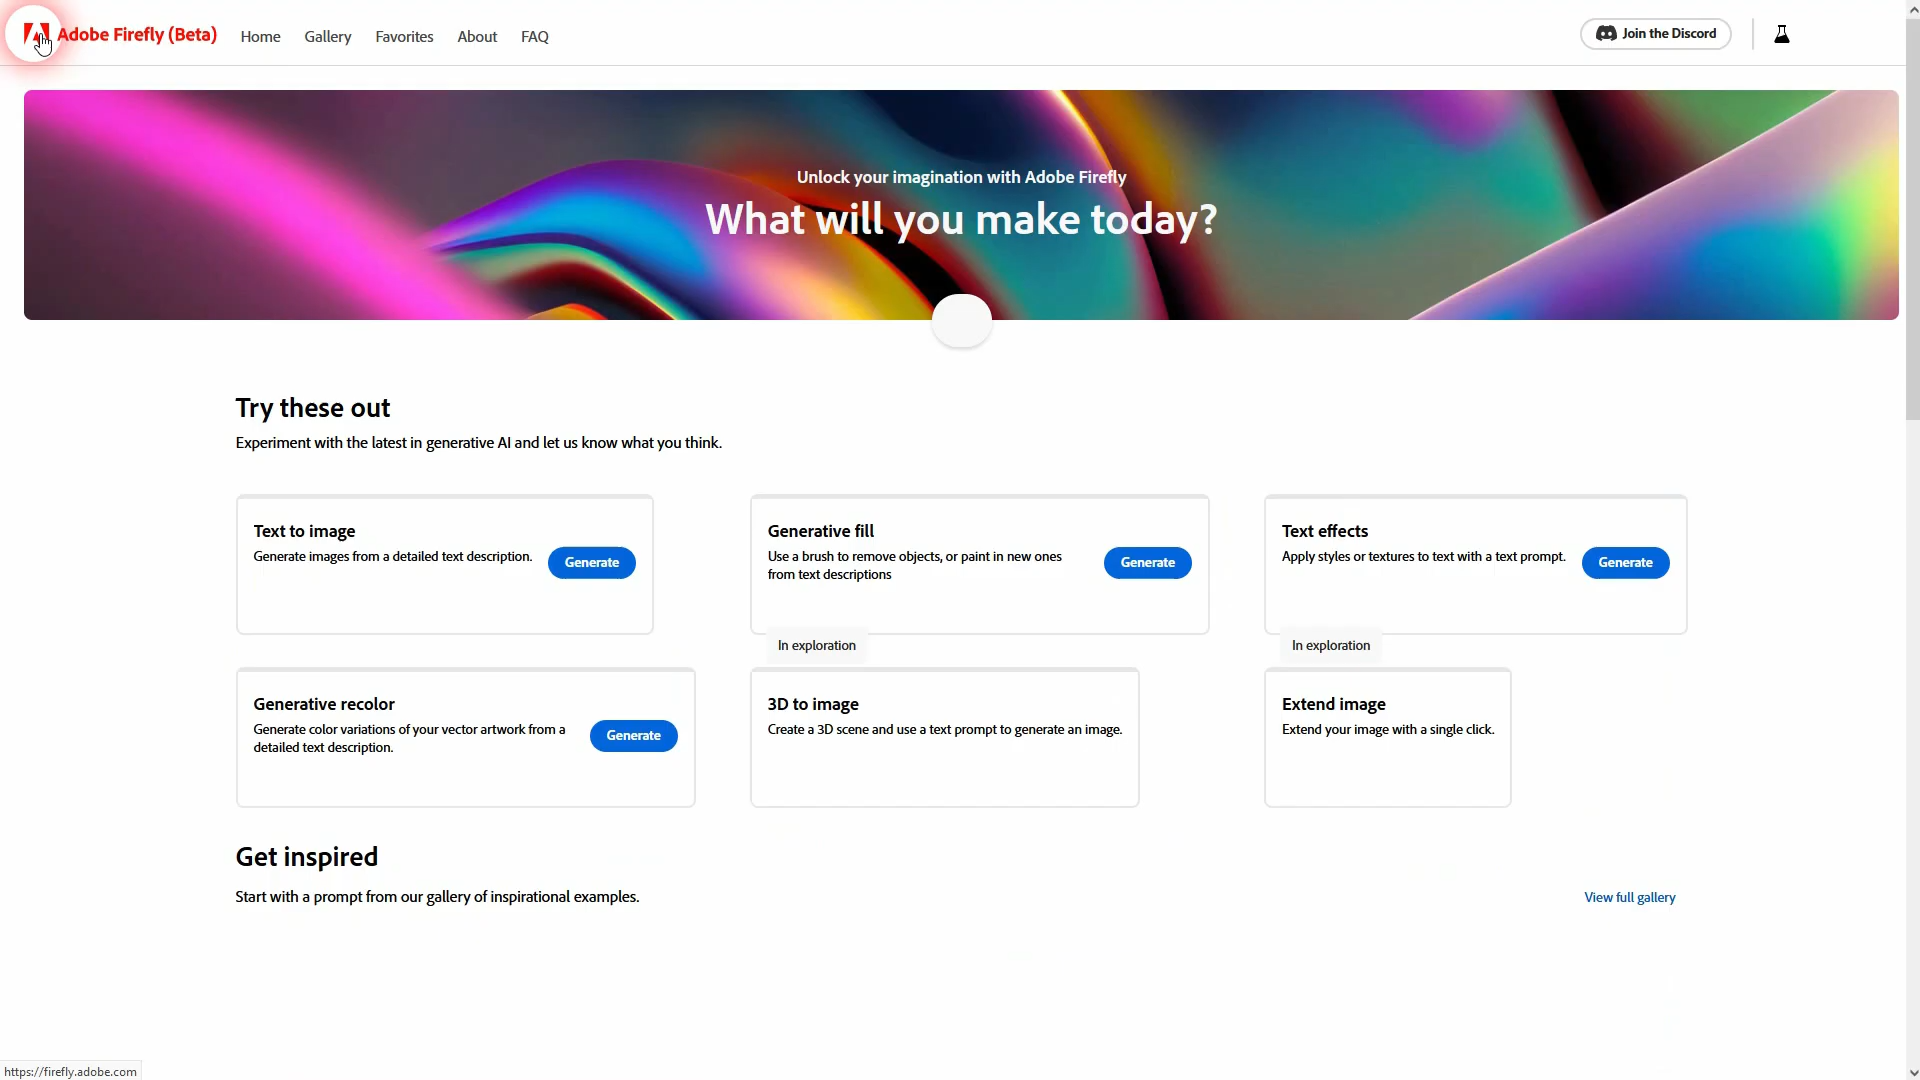 Adobe Firefly (Beta)
Home
Gallery
Favorites
About
FAQ
Join the Discord
Unlock your imagination with Adobe Firefly
What will you make today?
Try these out
Experiment with the latest in generative AI and let us know what you think.
Text to image
Generate images from a detailed text description.
Generate
Generative fill
Use a brush to remove objects, or paint in new ones
from text descriptions
Generate
Text effects
Apply styles or textures to text with a text prompt.
Generate
Generative recolor
Generate color variations of your vector artwork from a
detailed text description.
Generate
In exploration
3D to image
Create a 3D scene and use a text prompt to generate an image.
In exploration
Extend image
Extend your image with a single click.
Get inspired
Start with a prompt from our gallery of inspirational examples.
View full gallery
https://firefly.adobe.com